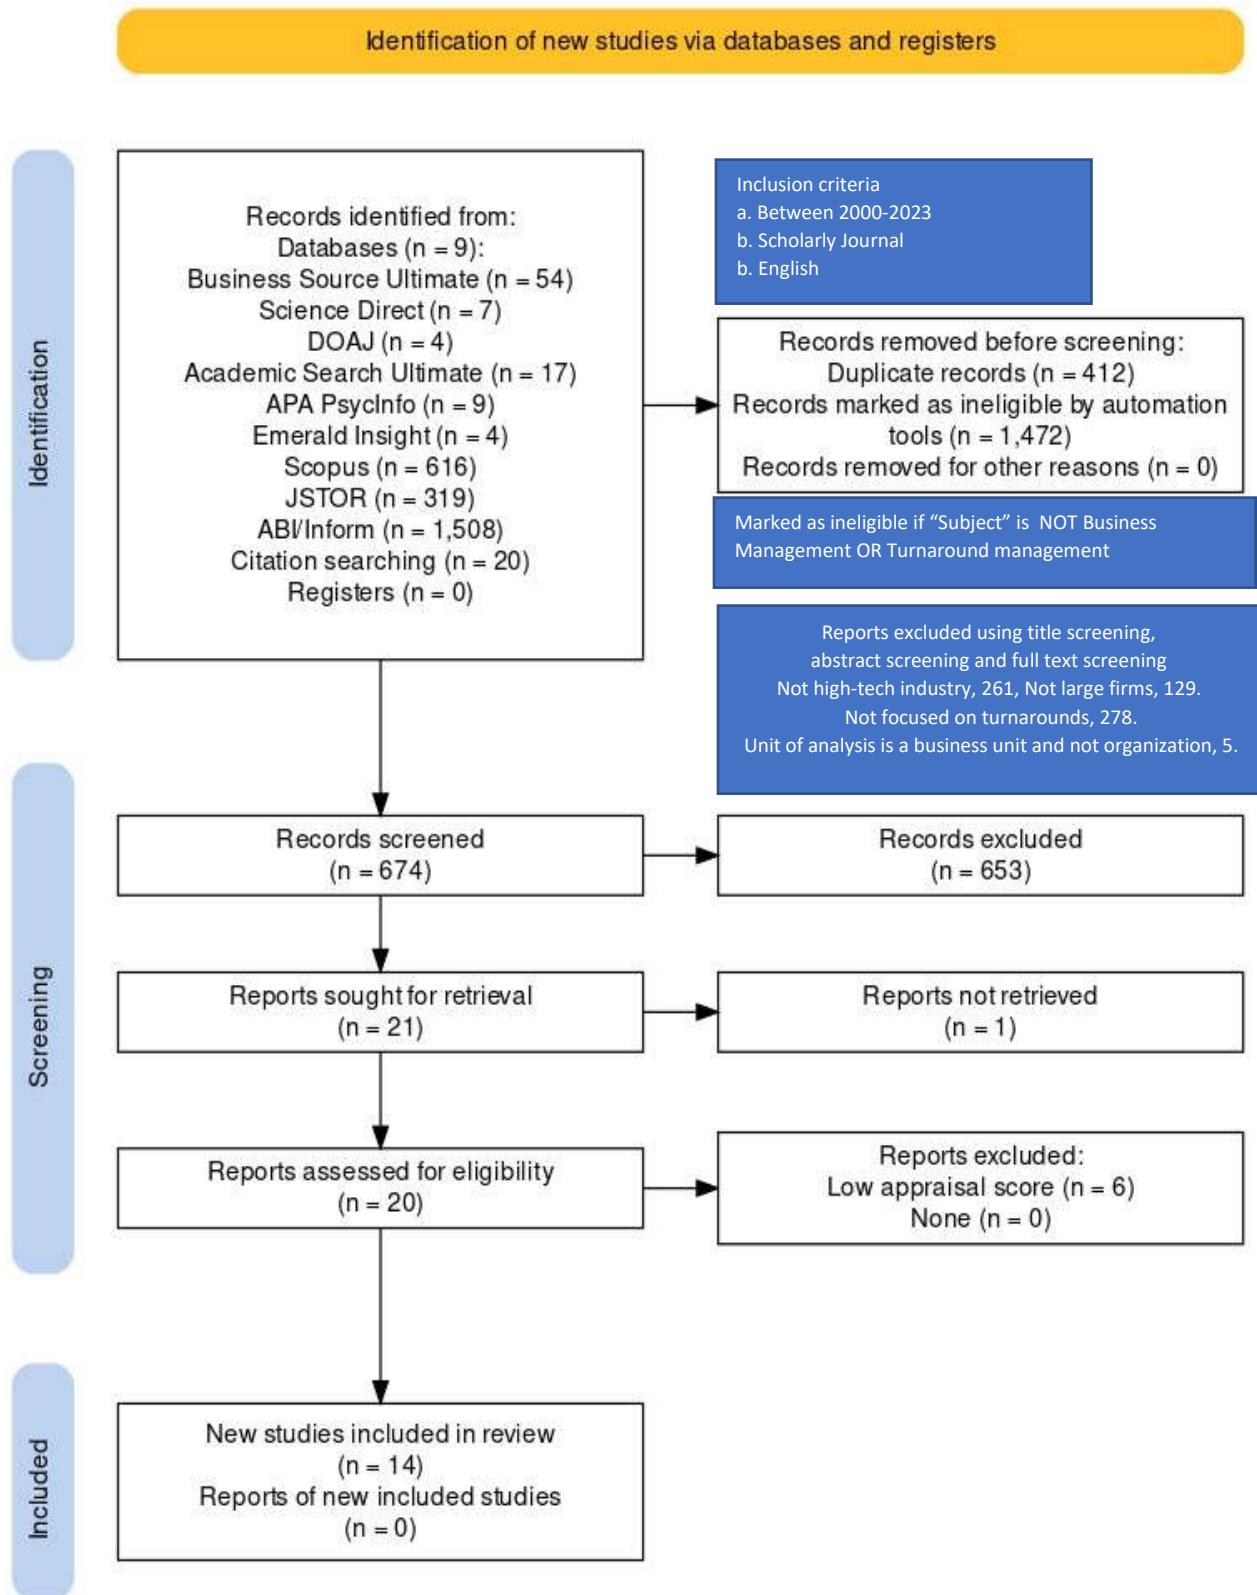 Identification of new studies via databases and registers
Identification
Records identified from:
Databases (n = 9):
Business Source Ultimate (n = 54)
Science Direct (n = 7)
DOAJ (n = 4)
Academic Search Ultimate (n = 17)
APA PsycInfo (n = 9)
Emerald Insight (n = 4)
Scopus (n = 616)
JSTOR (n = 319)
ABI/Inform (n = 1,508)
Citation searching (n = 20)
Registers (n = 0)
Inclusion criteria
a. Between 2000-2023
b. Scholarly Journal
b. English
Records removed before screening:
Duplicate records (n = 412)
Records marked as ineligible by automation
tools (n = 1,472)
Records removed for other reasons (n = 0)
Marked as ineligible if “Subject” is NOT Business
Management OR Turnaround management
Reports excluded using title screening,
abstract screening and full text screening
Not high-tech industry, 261, Not large firms, 129.
Not focused on turnarounds, 278.
Unit of analysis is a business unit and not organization, 5.
Screening
Records screened
(n = 674)
Records excluded
(n = 653)
Reports sought for retrieval
(n = 21)
Reports not retrieved
(n = 1)
Reports assessed for eligibility
(n = 20)
Reports excluded:
Low appraisal score (n = 6)
None (n = 0)
Included
New studies included in review
(n = 14)
Reports of new included studies
(n = 0)